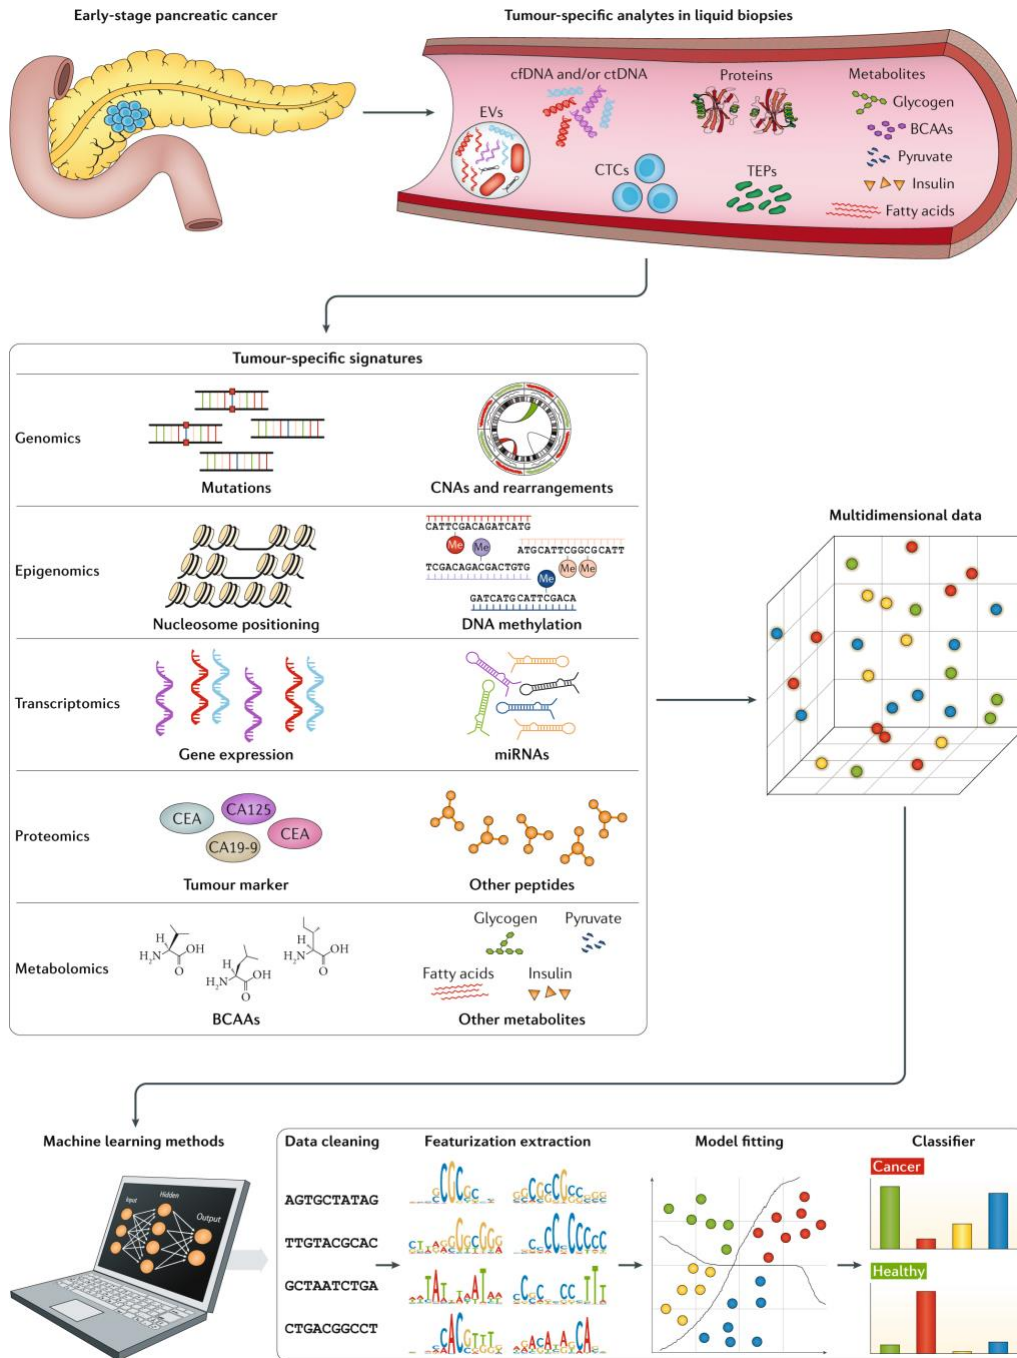 Early-stage pancreatic cancer
Tumour-specific analytes in liquid biopsies
cfDNA and/or ctDNA
Proteins
Metabolites
EVs
Glycogen
BCAAs
CTCs
TEPs
Pyruvate
Insulin
Fatty acids
Tumour-specific signatures
Genomics
Mutations
CNAs and rearrangements
Epigenomics
CATTCGACAGATCATG
Me
Me
ATGCATTCGGCGCATT
TCGACAGACGACTGTG
Me
Me
Me
GATCATGCATTCGACA
Nucleosome positioning
DNA methylation
Transcriptomics
Gene expression
miRNAs
Proteomics
CEA
CA125
CEA
CA19-9
Tumour marker
Other peptides
Metabolomics
H
H2N
OH
O
H
H2N
OH
O
H
H2N
OH
O
BCAAs
Glycogen
Pyruvate
Fatty acids
Insulin
Other metabolites
Multidimensional data
Machine learning methods
Input
Hidden
Output
Data cleaning
Featurization extraction
Model fitting
Classifier
AGTGCTATAG
TTGTACGCAC
GCTAATCTGA
CTGACGGCCT
Cancer
Healthy